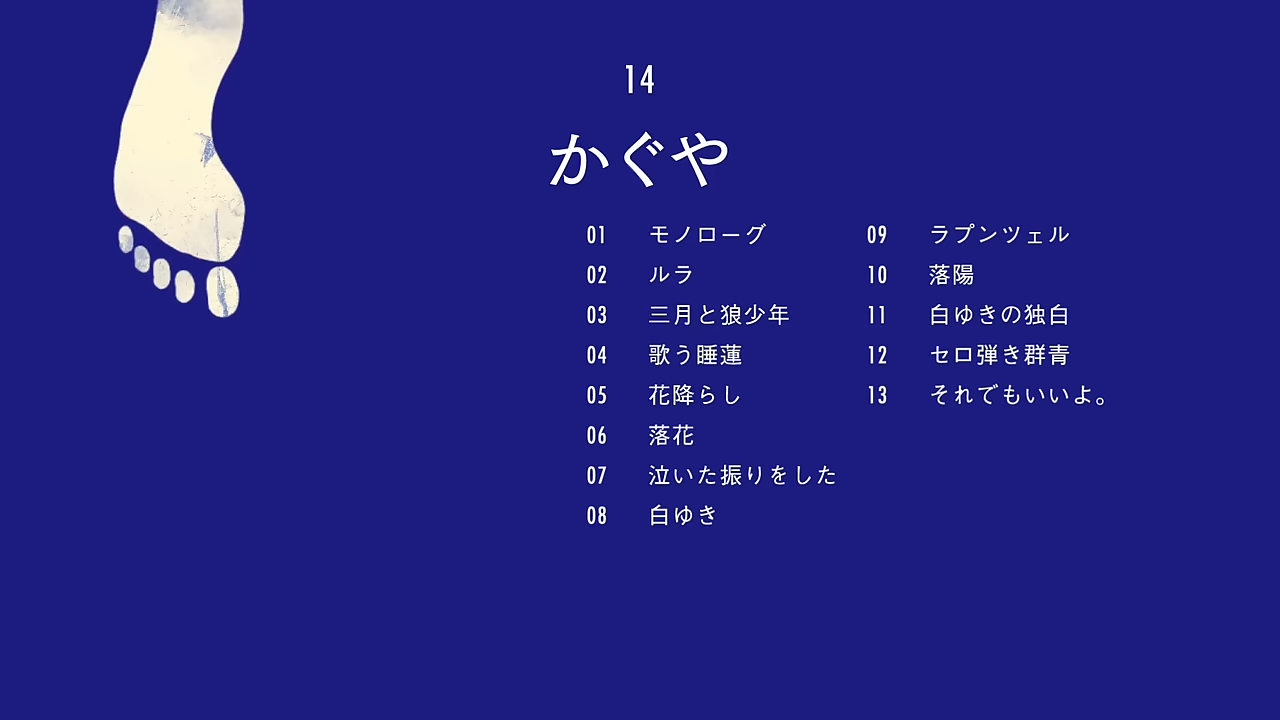 14
かぐや
01 モノローグ
02 ルラ
03 三月と狼少年
04 歌う睡蓮
05 花降らし
06 落花
07 泣いた振りをした
08 白ゆき
09 ラプンツェル
10 落陽
11 白ゆきの独白
12 セロ弾き群青
13 それでもいいよ。